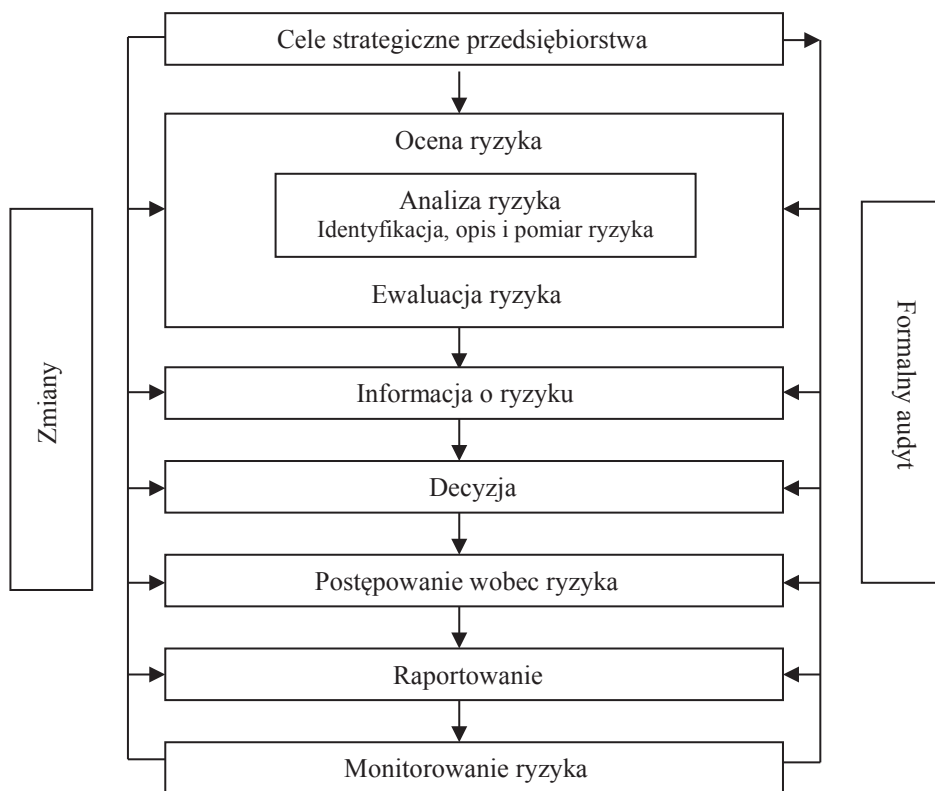 Cele strategiczne przedsiębiorstwa
Ocena ryzyka
Analiza ryzyka
Identyfikacja, opis i pomiar ryzyka
Ewaluacja ryzyka
Zmiany
Formalny audyt
Informacja o ryzyku
Decyzja
Postępowanie wobec ryzyka
Raportowanie
Monitorowanie ryzyka